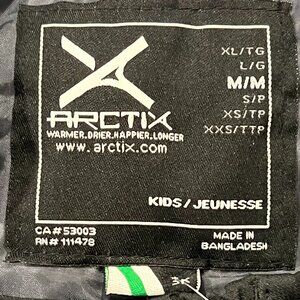 XL/TG
L/G
M/M
S/P
XS/TP
XXS/TTP
ARCTIX
WARMER.DRIER.HAPPIER.LONGER
www.arctix.com
KIDS/JEUNESSE
CA# 53003
RN# 111478
MADE IN
BANGLADESH